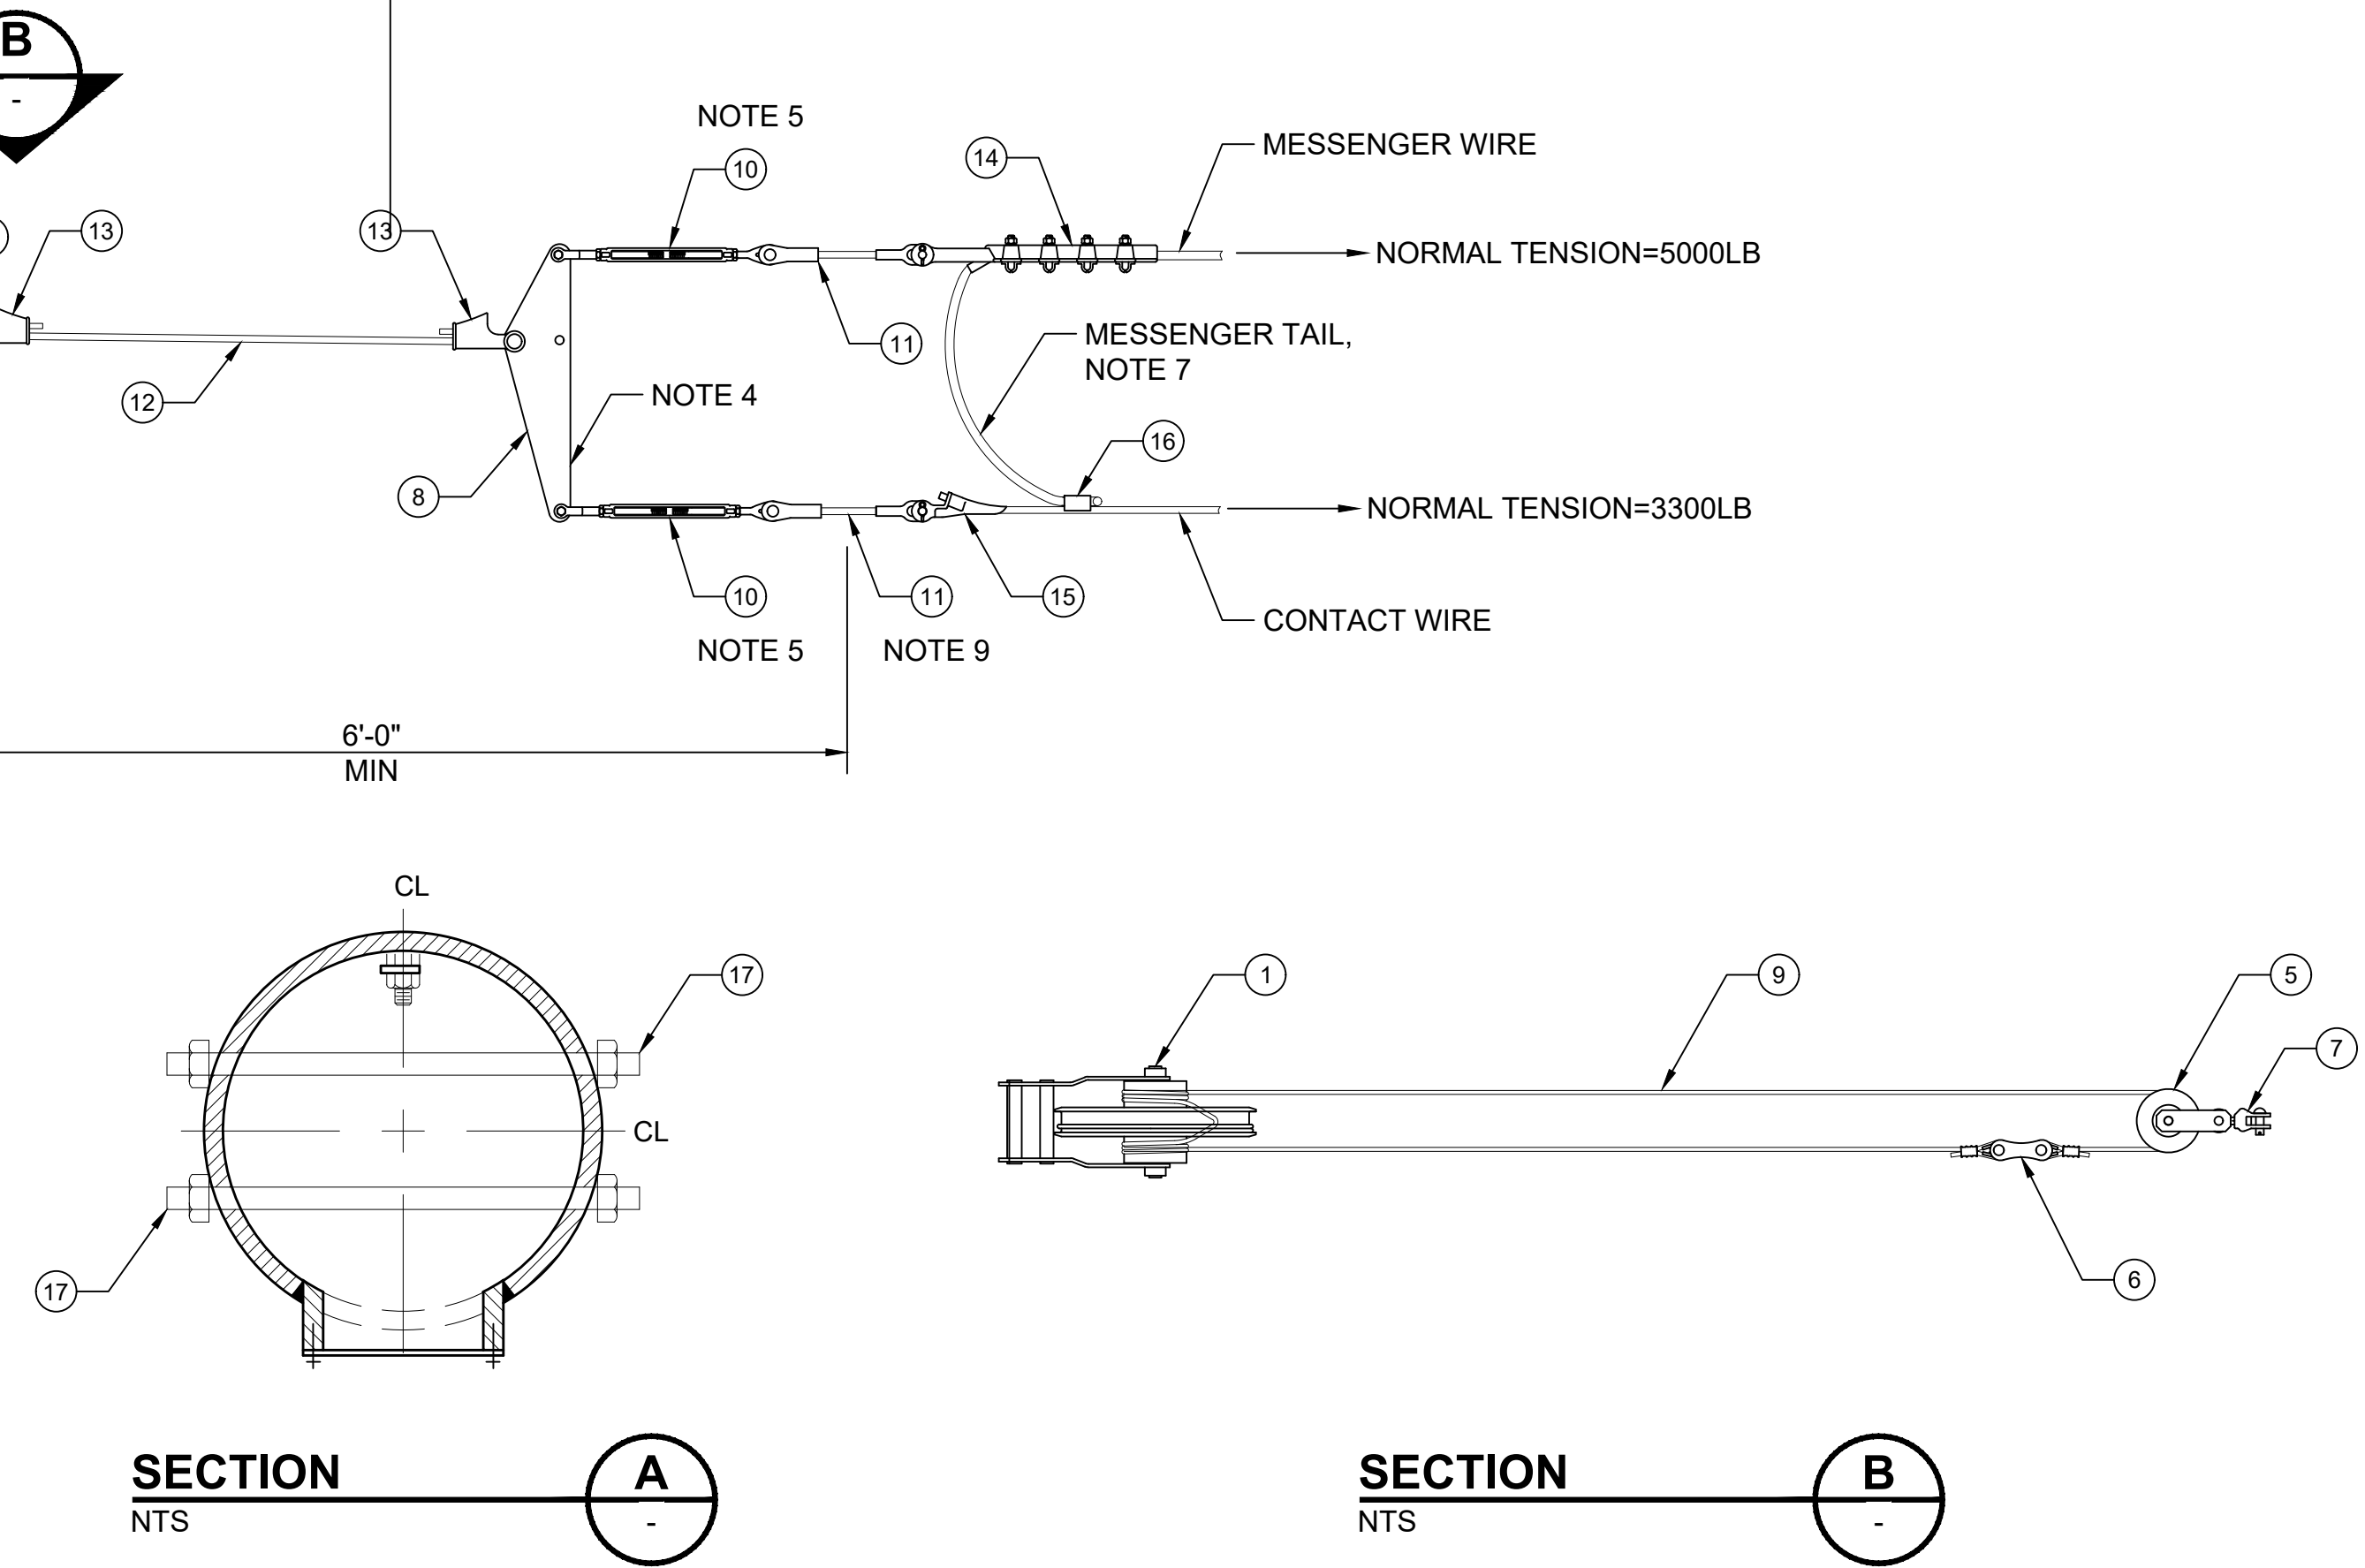 B
-
NOTE 5
10
14
MESSENGER WIRE
13
13
NORMAL TENSION=5000LB
11
MESSENGER TAIL,
NOTE 7
12
NOTE 4
16
8
NORMAL TENSION=3300LB
10
11
15
CONTACT WIRE
NOTE 5
NOTE 9
6'-0"
MIN
CL
17
1
9
5
7
CL
17
6
SECTION
A
NTS
-
SECTION
B
NTS
-